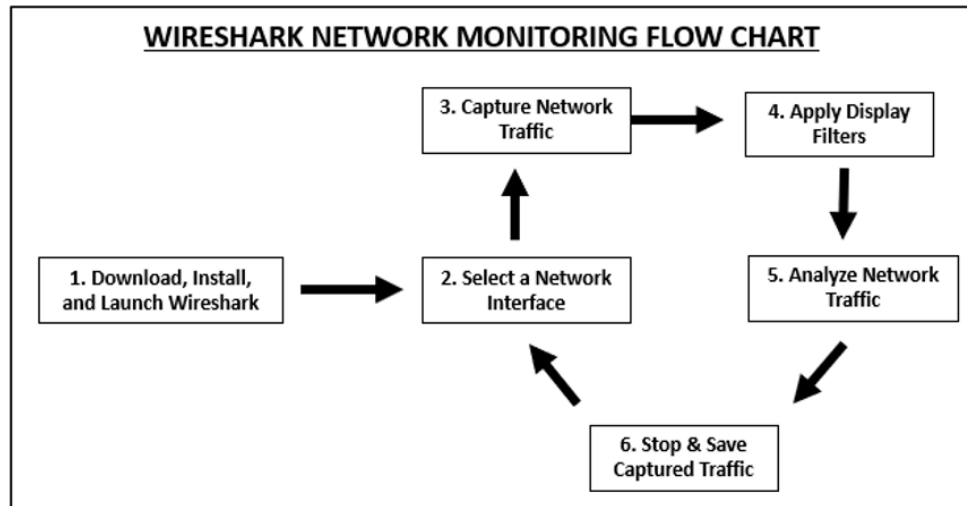 WIRESHARK NETWORK MONITORING FLOW CHART
1. Download, Install,
and Launch Wireshark
2. Select a Network
Interface
3. Capture Network
Traffic
4. Apply Display
Filters
5. Analyze Network
Traffic
6. Stop & Save
Captured Traffic